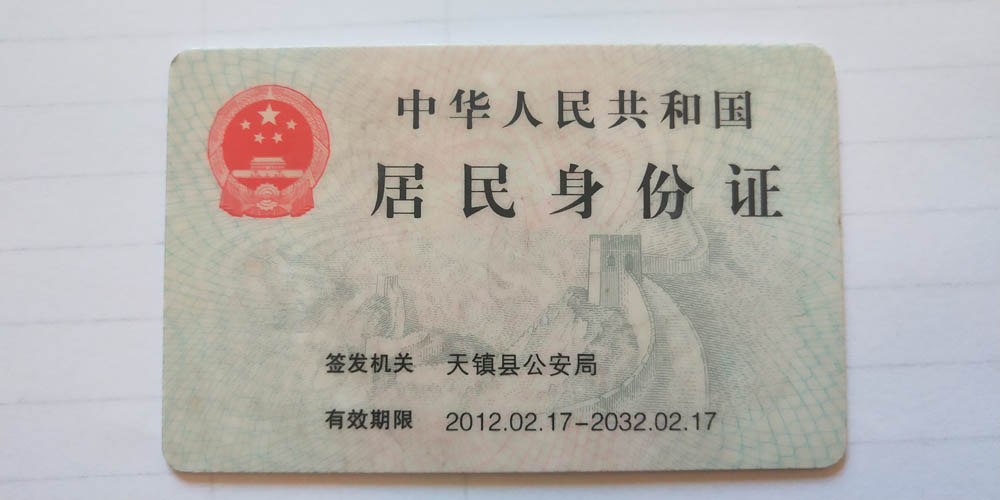 中华人民共和国
居民身份证
签发机关 天镇县公安局
有效期限 2012.02.17-2032.02.17